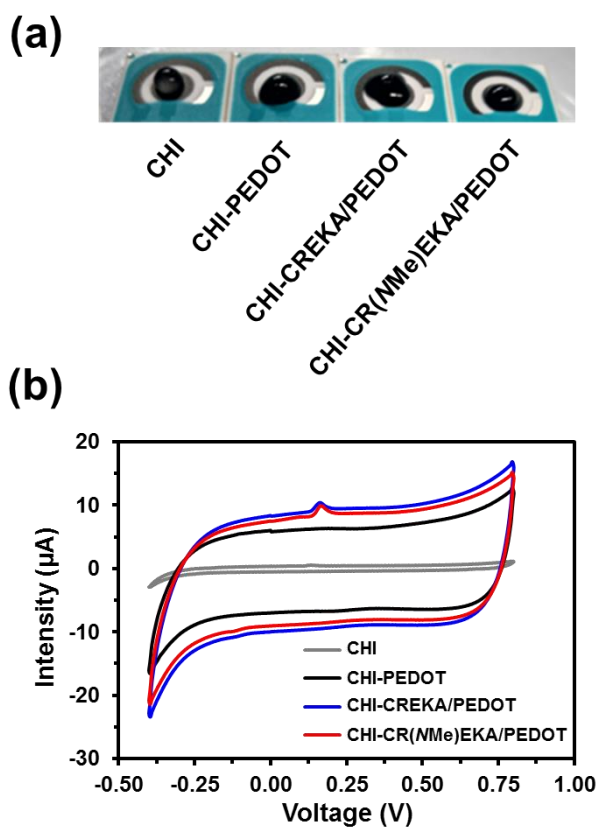 (a)
CHI
CHI-PEDOT
CHI-CREKA/PEDOT
CHI-CR(NMe)EKA/PEDOT
(b)
20
10
0
-10
-20
-30
Intensity (µA)
CHI
CHI-PEDOT
CHI-CREKA/PEDOT
CHI-CR(NMe)EKA/PEDOT
-0.50 -0.25 0.00 0.25 0.50 0.75 1.00
Voltage (V)